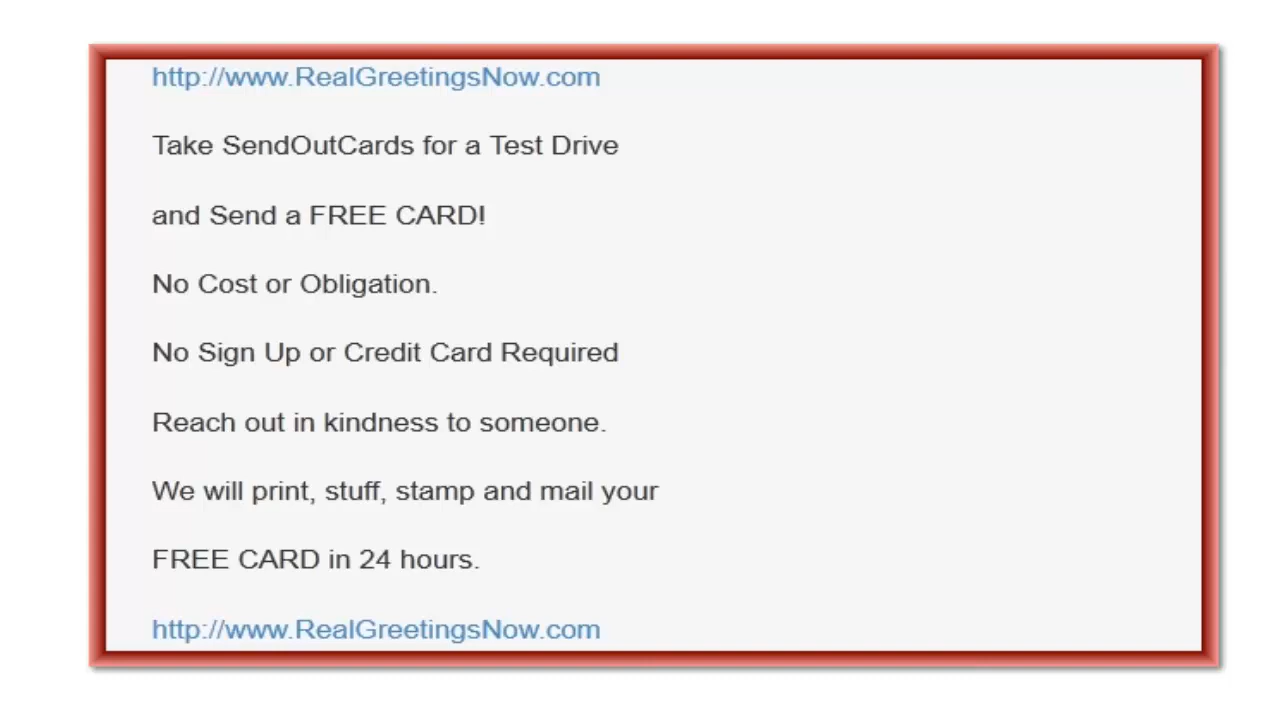 http://www.RealGreetingsNow.com
Take SendOutCards for a Test Drive
and Send a FREE CARD!
No Cost or Obligation.
No Sign Up or Credit Card Required
Reach out in kindness to someone.
We will print, stuff, stamp and mail your
FREE CARD in 24 hours.
http://www.RealGreetingsNow.com